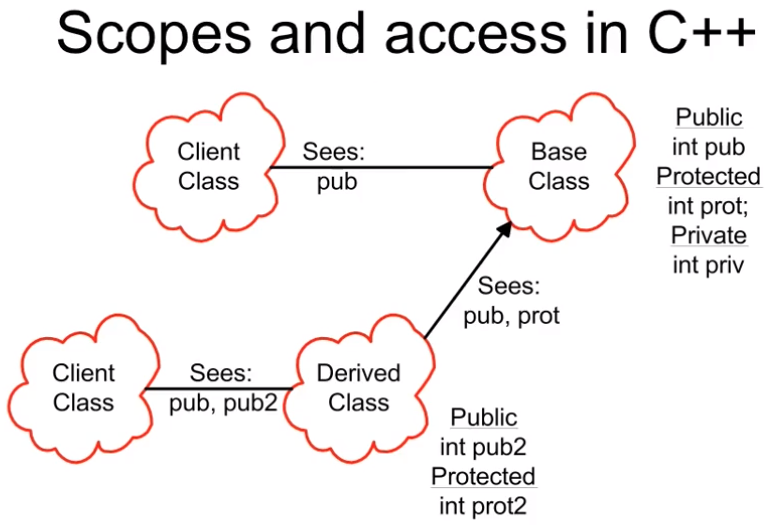 Scopes and access in C++
Client
Class
Sees:
pub
Base
Class
Public
int pub
Protected
int prot;
Private
int priv
Sees:
pub, prot
Client
Class
Sees:
pub, pub2
Derived
Class
Public
int pub2
Protected
int prot2